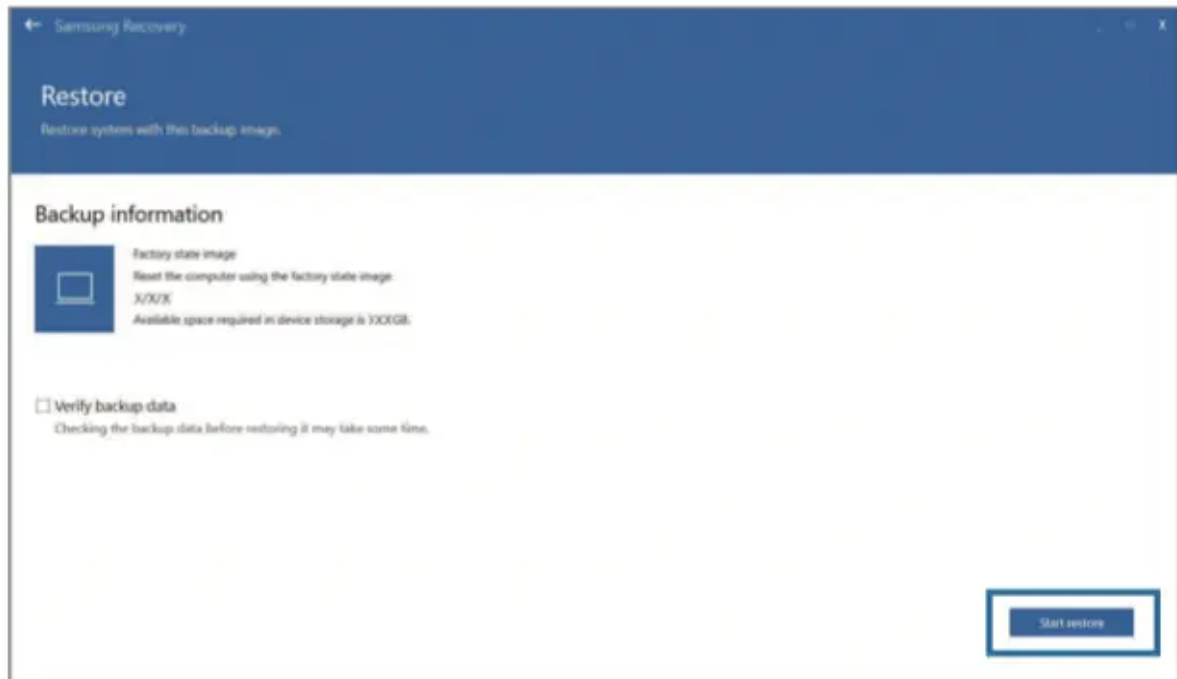 Samsung Recovery
X
Restore
Restore system with this backup image.
Backup information
Factory state image
Reset the computer using the factory state image.
X/X/X
Available space required in device storage is XXXGB.
Verify backup data
Checking the backup data before restoring it may take some time.
Start restore